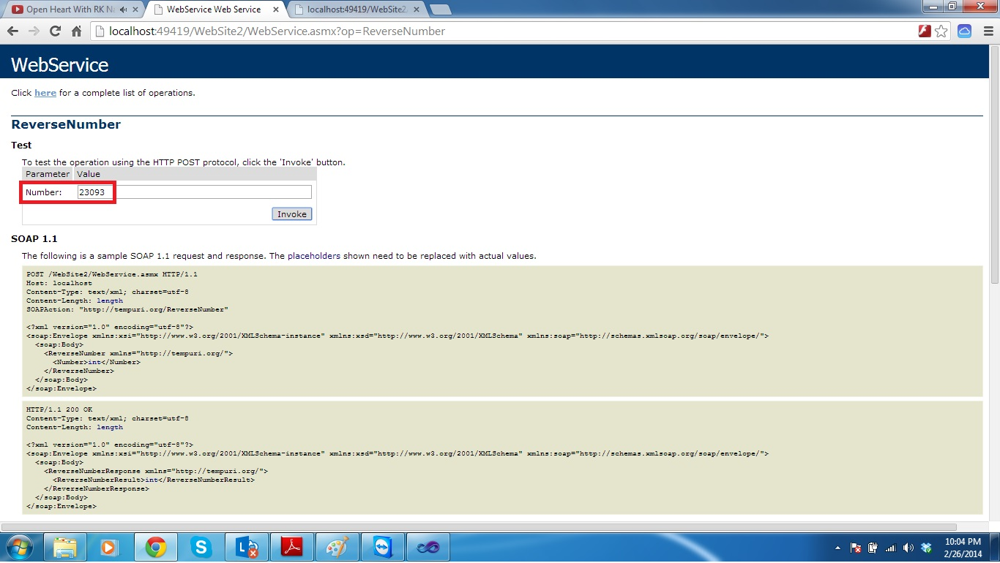 Open Heart With RK Na
WebService Web Service
localhost:49419/WebSite2
localhost:49419/WebSite2/WebService.asmx?op=ReverseNumber
WebService
Click here for a complete list of operations.
ReverseNumber
Test
To test the operation using the HTTP POST protocol, click the 'Invoke' button.
Parameter Value
Number: 23093
Invoke
SOAP 1.1
The following is a sample SOAP 1.1 request and response. The placeholders shown need to be replaced with actual values.
POST /WebSite2/WebService.asmx HTTP/1.1
Host: localhost
Content-Type: text/xml; charset=utf-8
Content-Length: length
SOAPAction: "http://tempuri.org/ReverseNumber"
<?xml version="1.0" encoding="utf-8"?>
<soap:Envelope xmlns:xsi="http://www.w3.org/2001/XMLSchema-instance" xmlns:xsd="http://www.w3.org/2001/XMLSchema" xmlns:soap="http://schemas.xmlsoap.org/soap/envelope/">
<soap:Body>
<ReverseNumber xmlns="http://tempuri.org/">
<Number>int</Number>
</ReverseNumber>
</soap:Body>
</soap:Envelope>
HTTP/1.1 200 OK
Content-Type: text/xml; charset=utf-8
Content-Length: length
<?xml version="1.0" encoding="utf-8"?>
<soap:Envelope xmlns:xsi="http://www.w3.org/2001/XMLSchema-instance" xmlns:xsd="http://www.w3.org/2001/XMLSchema" xmlns:soap="http://schemas.xmlsoap.org/soap/envelope/">
<soap:Body>
<ReverseNumberResponse xmlns="http://tempuri.org/">
<ReverseNumberResult>int</ReverseNumberResult>
</ReverseNumberResponse>
</soap:Body>
</soap:Envelope>
10:04 PM
2/26/2014